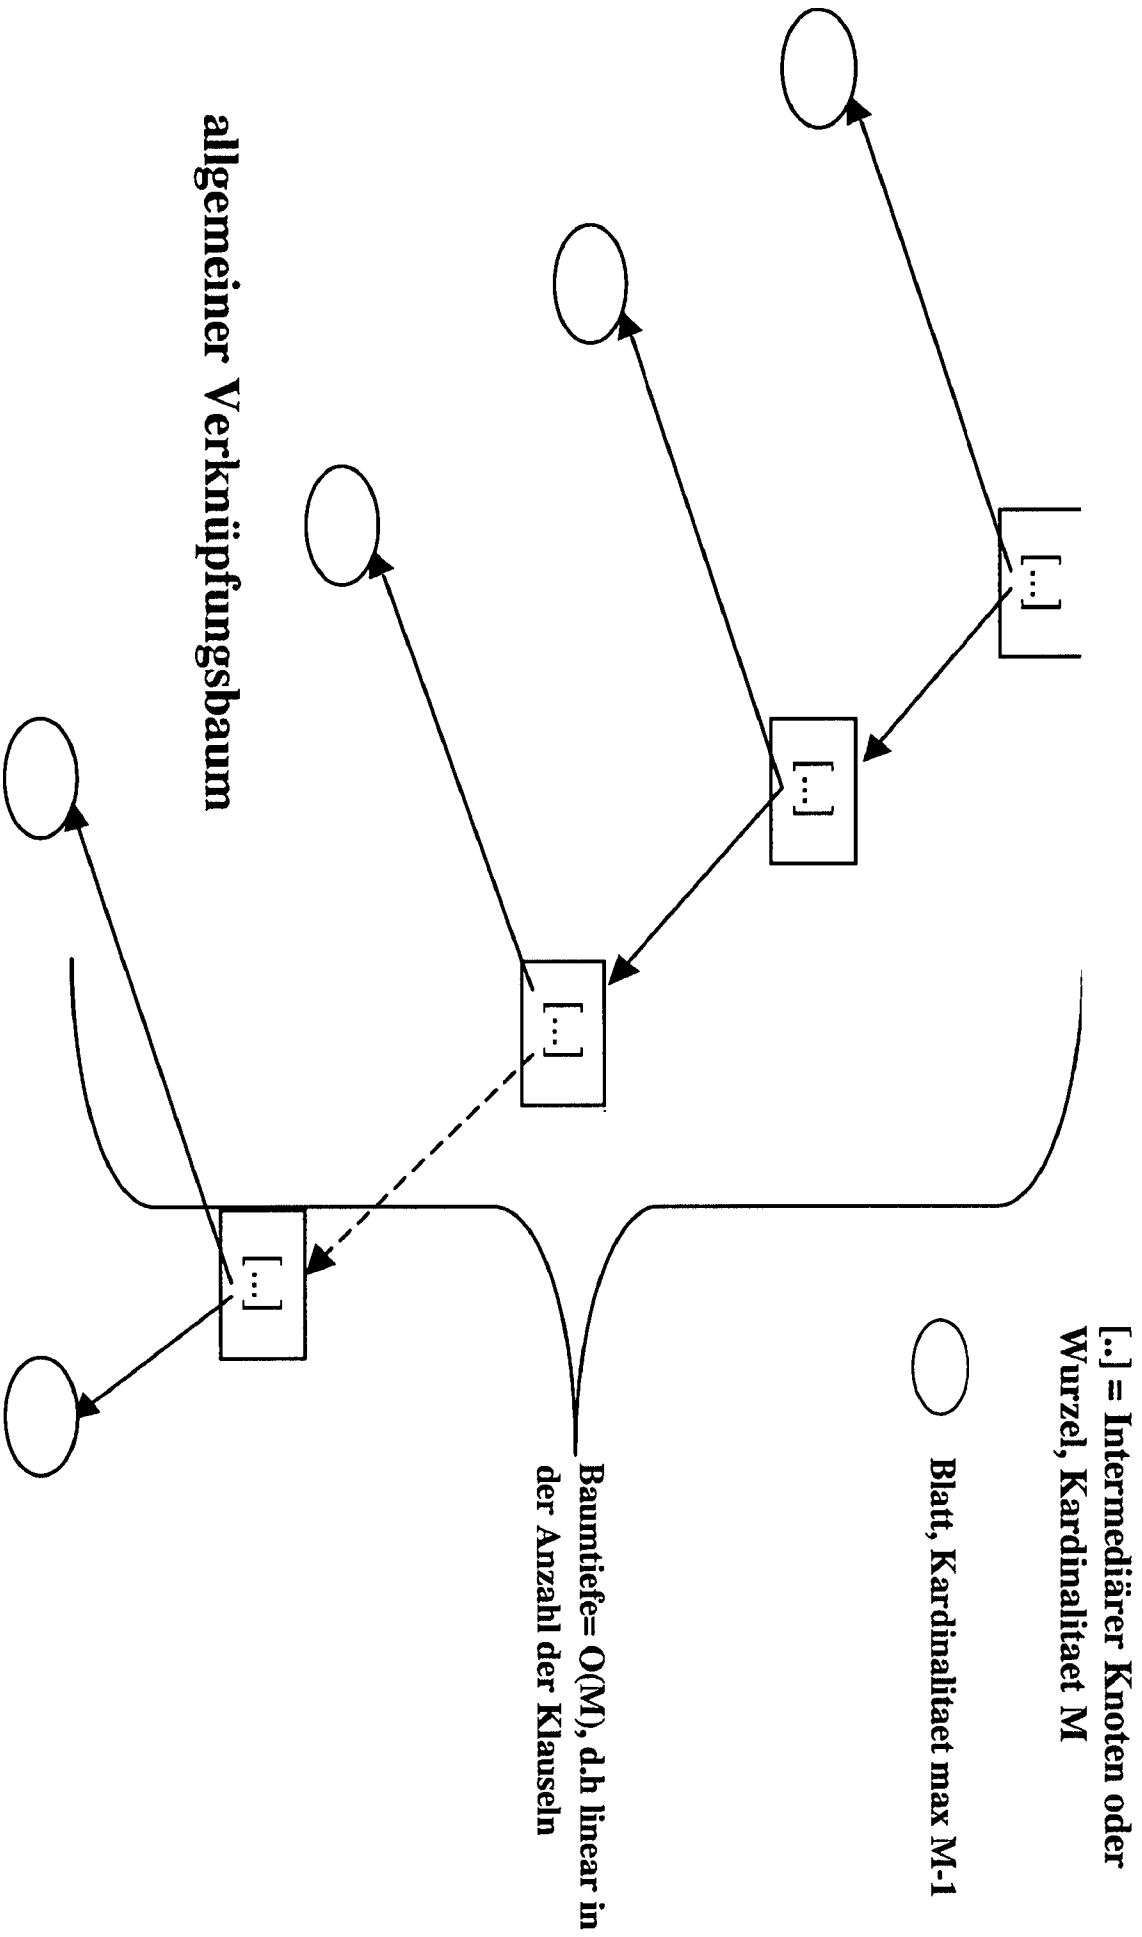 [..] = Intermediärer Knoten oder
Wurzel, Kardinalitaet M
Blatt, Kardinalitaet max M-1
[...]
[...]
[...]
[...]
Baumtiefe= O(M), d.h linear in
der Anzahl der Klauseln
allgemeiner Verknüpfungsbaum